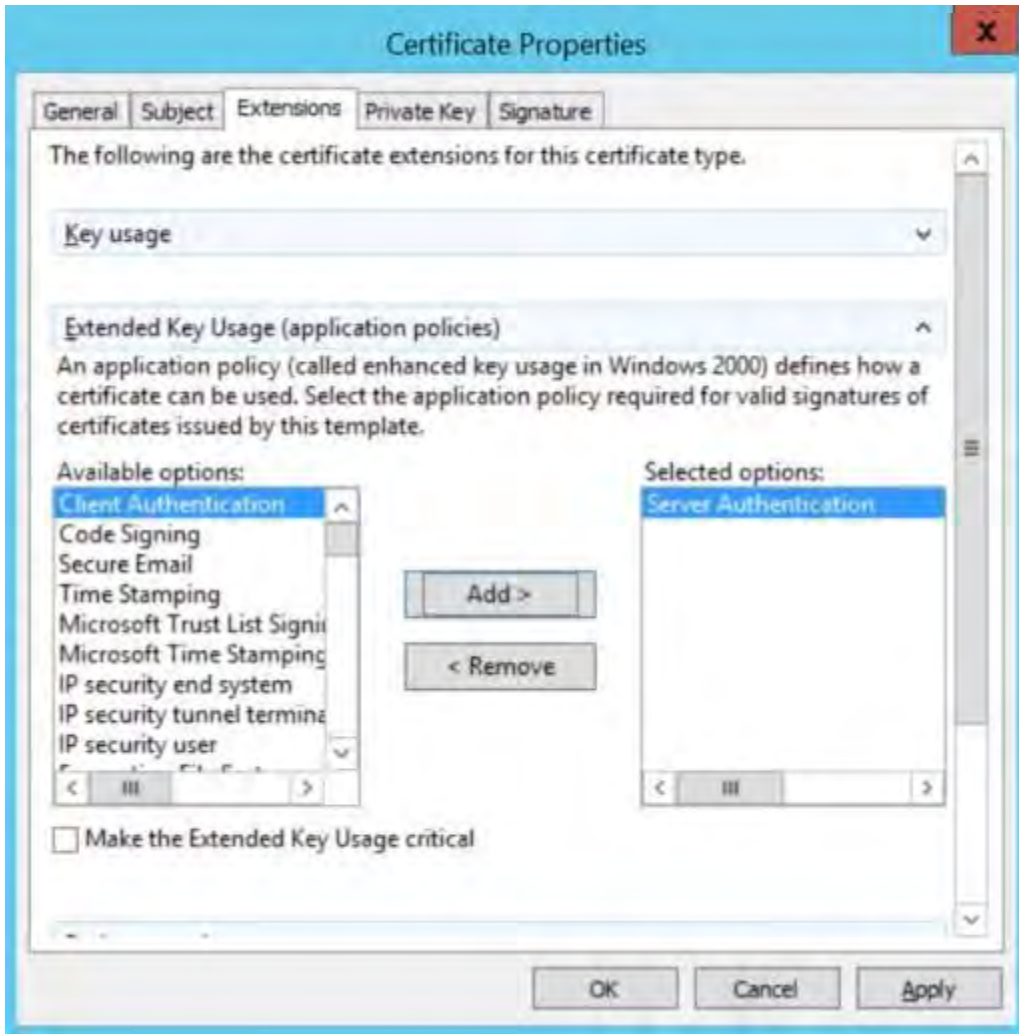 Certificate Properties
x
General Subject Extensions Private Key Signature
The following are the certificate extensions for this certificate type.
Key usage
Extended Key Usage (application policies)
An application policy (called enhanced key usage in Windows 2000) defines how a
certificate can be used. Select the application policy required for valid signatures of
certificates issued by this template.
Available options: Selected options:
Client Authentication Server Authentication
Code Signing
Secure Email
Time Stamping
Add >
Microsoft Trust List Signi
Microsoft Time Stamping
< Remove
IP security end system
IP security tunnel termina
IP security user
Make the Extended Key Usage critical
OK Cancel Apply